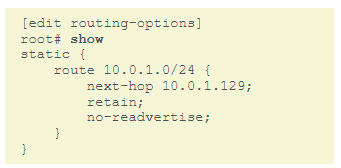 [edit routing-options]
root# show
static {
    route 10.0.1.0/24 {
        next-hop 10.0.1.129;
        retain;
        no-readvertise;
    }
}